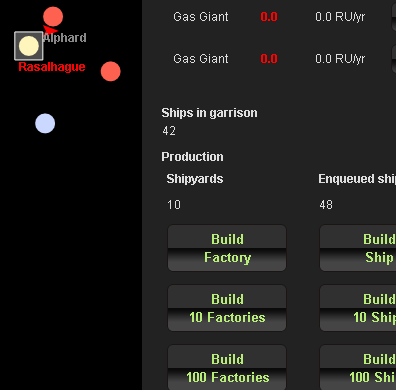 Alphard
Rasalhague
Gas Giant 0.0 0.0 RU/yr
Gas Giant 0.0 0.0 RU/yr
Ships in garrison
42
Production
Shipyards Enqueued ship
10 48
Build Build
Factory Ship
Build Build
10 Factories 10 Ship
Build Build
100 Factories 100 Shi